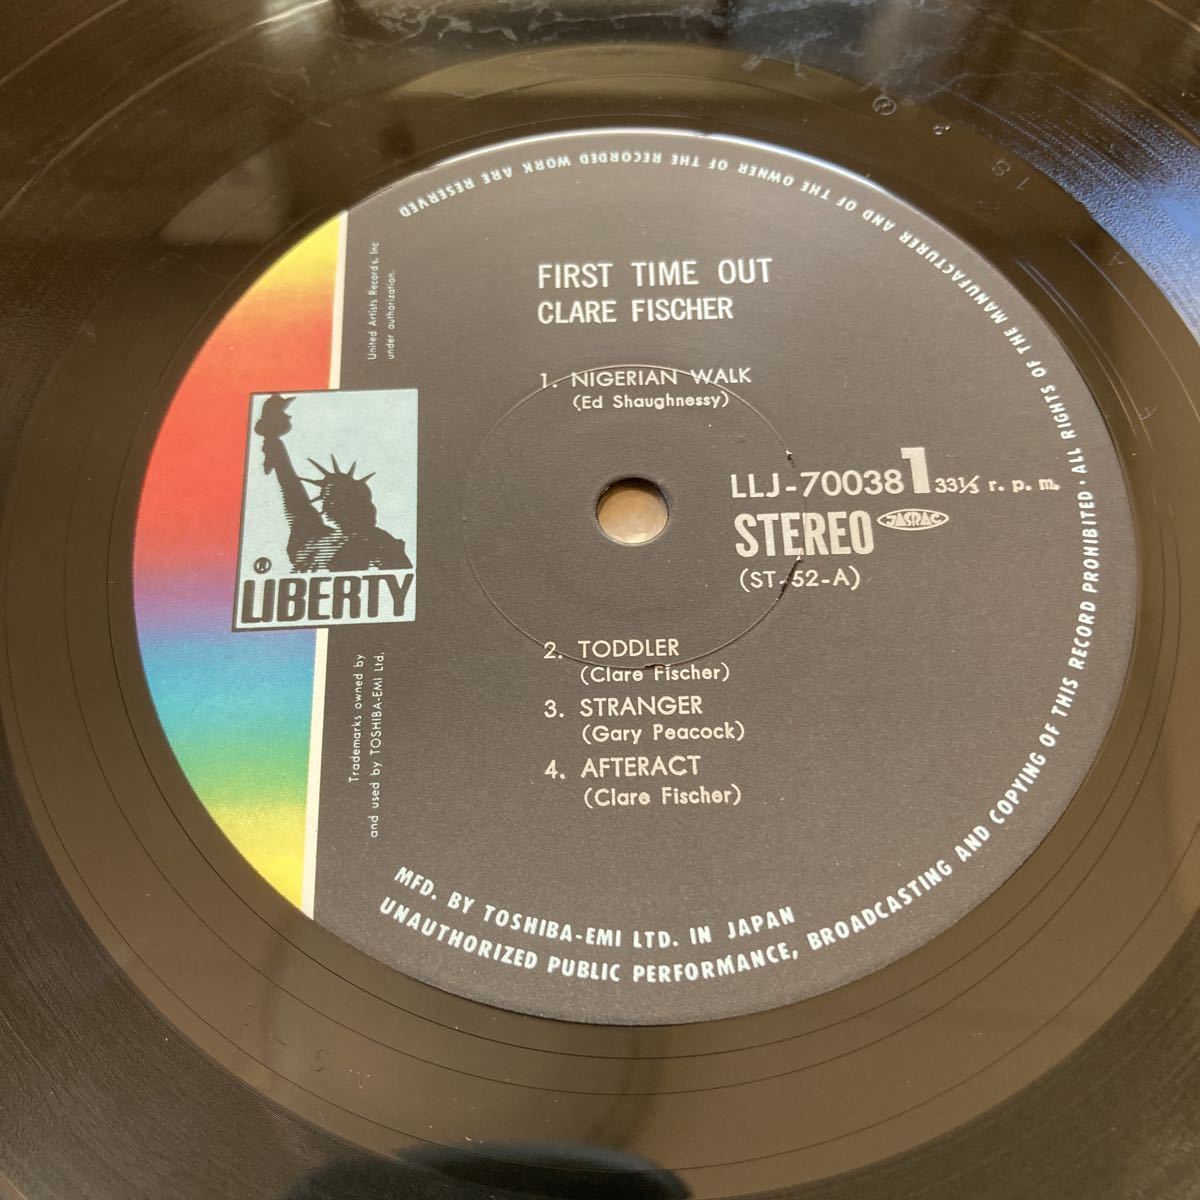 FIRST TIME OUT
CLARE FISCHER
1. NIGERIAN WALK
(Ed Shaughnessy)
LLJ-70038 1 33⅓ r. p. m.
STEREO JASRAC
(ST-52-A)
2. TODDLER
(Clare Fischer)
3. STRANGER
(Gary Peacock)
4. AFTERACT
(Clare Fischer)
® LIBERTY
United Artists Records, Inc
under authorization.
Trademarks owned by
and used by TOSHIBA-EMI Ltd.
MFD. BY TOSHIBA-EMI LTD. IN JAPAN
UNAUTHORIZED PUBLIC PERFORMANCE, BROADCASTING AND COPYING OF THIS RECORD PROHIBITED · ALL RIGHTS OF THE MANUFACTURER AND OF THE OWNER OF THE RECORDED WORK ARE RESERVED